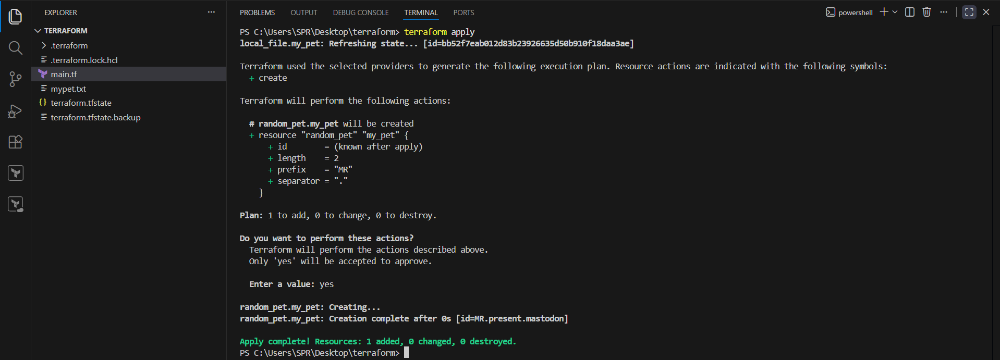 EXPLORER
TERRAFORM
.terraform
.terraform.lock.hcl
main.tf
mypet.txt
{} terraform.tfstate
terraform.tfstate.backup
PROBLEMS OUTPUT DEBUG CONSOLE TERMINAL PORTS
powershell
PS C:\Users\SPR\Desktop\terraform> terraform apply
local_file.my_pet: Refreshing state... [id=bb52f7eab012d83b23926635d50b910f18daa3ae]
Terraform used the selected providers to generate the following execution plan. Resource actions are indicated with the following symbols:
+ create
Terraform will perform the following actions:
# random_pet.my_pet will be created
+ resource "random_pet" "my_pet" {
+ id = (known after apply)
+ length = 2
+ prefix = "MR"
+ separator = "."
}
Plan: 1 to add, 0 to change, 0 to destroy.
Do you want to perform these actions?
Terraform will perform the actions described above.
Only 'yes' will be accepted to approve.
Enter a value: yes
random_pet.my_pet: Creating...
random_pet.my_pet: Creation complete after 0s [id=MR.present.mastodon]
Apply complete! Resources: 1 added, 0 changed, 0 destroyed.
PS C:\Users\SPR\Desktop\terraform>